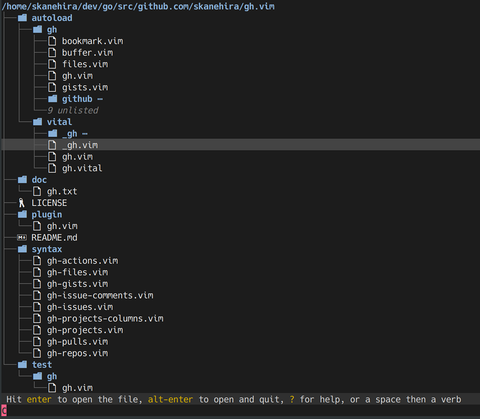 /home/skanehira/dev/go/src/github.com/skanehira/gh.vim
autoload
gh
bookmark.vim
buffer.vim
files.vim
gh.vim
gists.vim
github …
9 unlisted
vital
_gh …
_gh.vim
gh.vim
gh.vital
doc
gh.txt
LICENSE
plugin
gh.vim
README.md
syntax
gh-actions.vim
gh-files.vim
gh-gists.vim
gh-issue-comments.vim
gh-issues.vim
gh-projects-columns.vim
gh-projects.vim
gh-pulls.vim
gh-repos.vim
test
gh
gh.vim
Hit enter to open the file, alt-enter to open and quit, ? for help, or a space then a verb